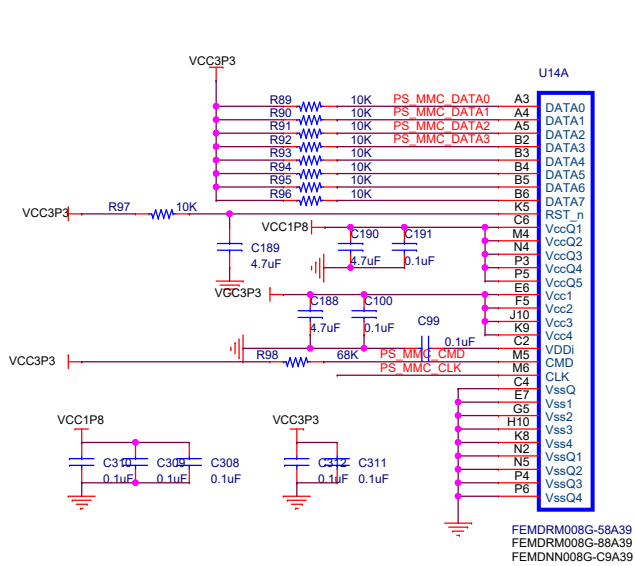 VCC3P3
U14A
R89 10K PS_MMC_DATA0 A3 DATA0
R90 10K PS_MMC_DATA1 A4 DATA1
R91 10K PS_MMC_DATA2 A5 DATA2
R92 10K PS_MMC_DATA3 B2 DATA3
R93 10K B3 DATA4
R94 10K B4 DATA5
R95 10K B5 DATA6
R96 10K B6 DATA7
VCC3P3 R97 10K K5 RST_n
C6 VccQ1
VCC1P8 M4 VccQ2
C189 C190 C191 N4 VccQ3
4.7uF 4.7uF 0.1uF P3 VccQ4
P5 VccQ5
VCC3P3 E6 Vcc1
C188 C100 F5 Vcc2
J10 Vcc3
4.7uF 0.1uF C99 K9 Vcc4
0.1uF C2 VDDi
VCC3P3 R98 68K PS_MMC_CMD M5 CMD
PS_MMC_CLK M6 CLK
C4 VssQ
E7 Vss1
G5 Vss2
H10 Vss3
K8 Vss4
N2 VssQ1
N5 VssQ2
P4 VssQ3
P6 VssQ4
VCC1P8 VCC3P3
C310 C309 C308 C312 C311
0.1uF 0.1uF 0.1uF 0.1uF 0.1uF
FEMDRM008G-58A39
FEMDRM008G-88A39
FEMDNN008G-C9A39